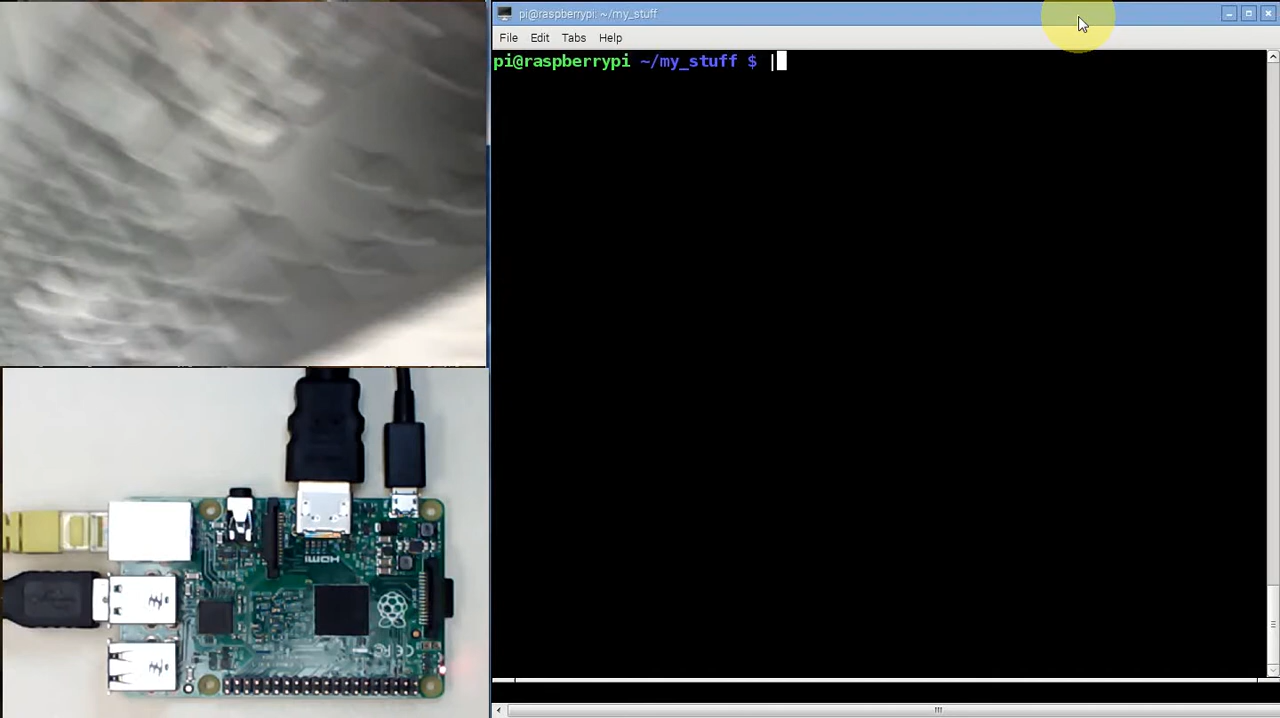 pi@raspberrypi: ~/my_stuff
File Edit Tabs Help
pi@raspberrypi ~/my_stuff $
HDMI